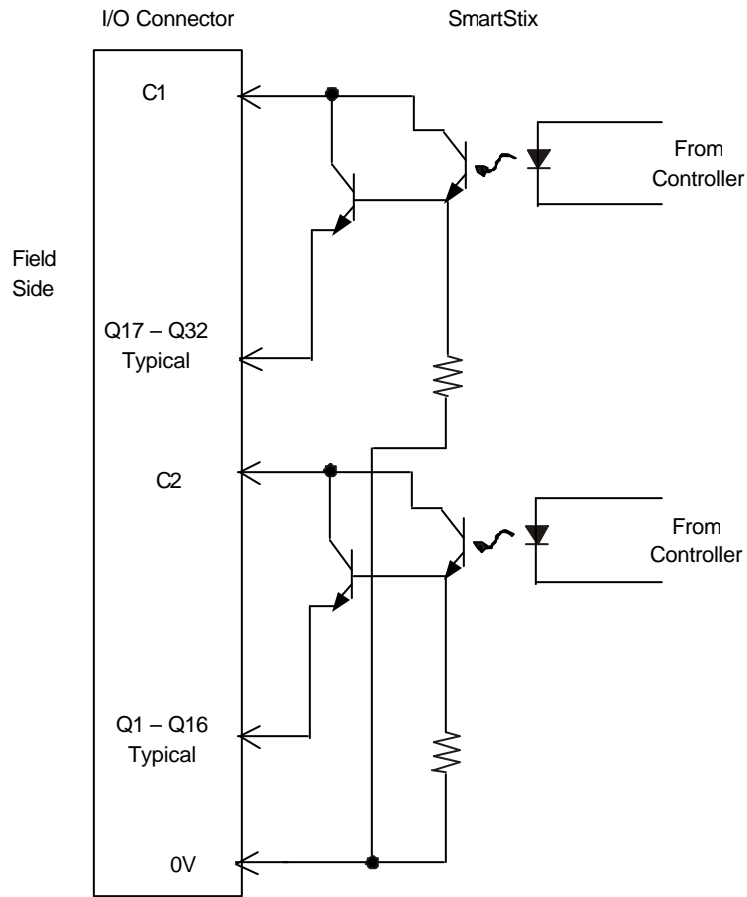 I/O Connector
SmartStix
C1
From
Controller
Field
Side
Q17 – Q32
Typical
C2
From
Controller
Q1 – Q16
Typical
0V